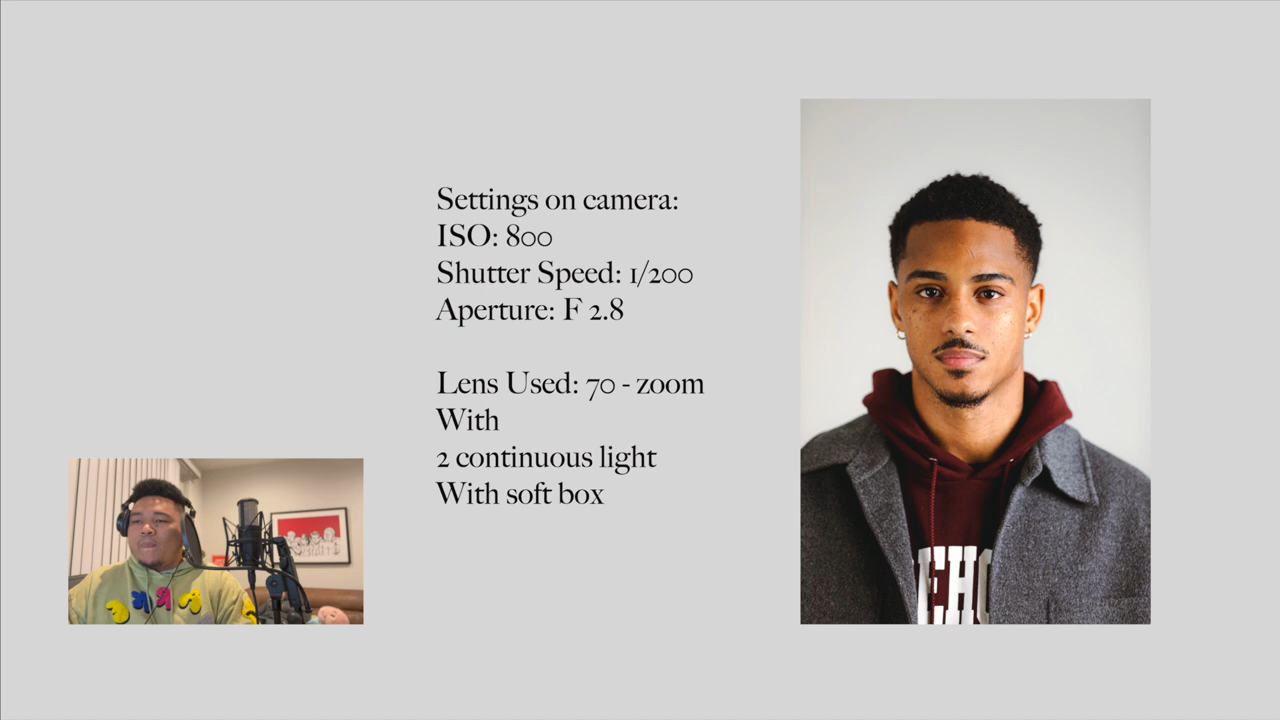 Settings on camera:
ISO: 800
Shutter Speed: 1/200
Aperture: F 2.8
Lens Used: 70 - zoom
With
2 continuous light
With soft box